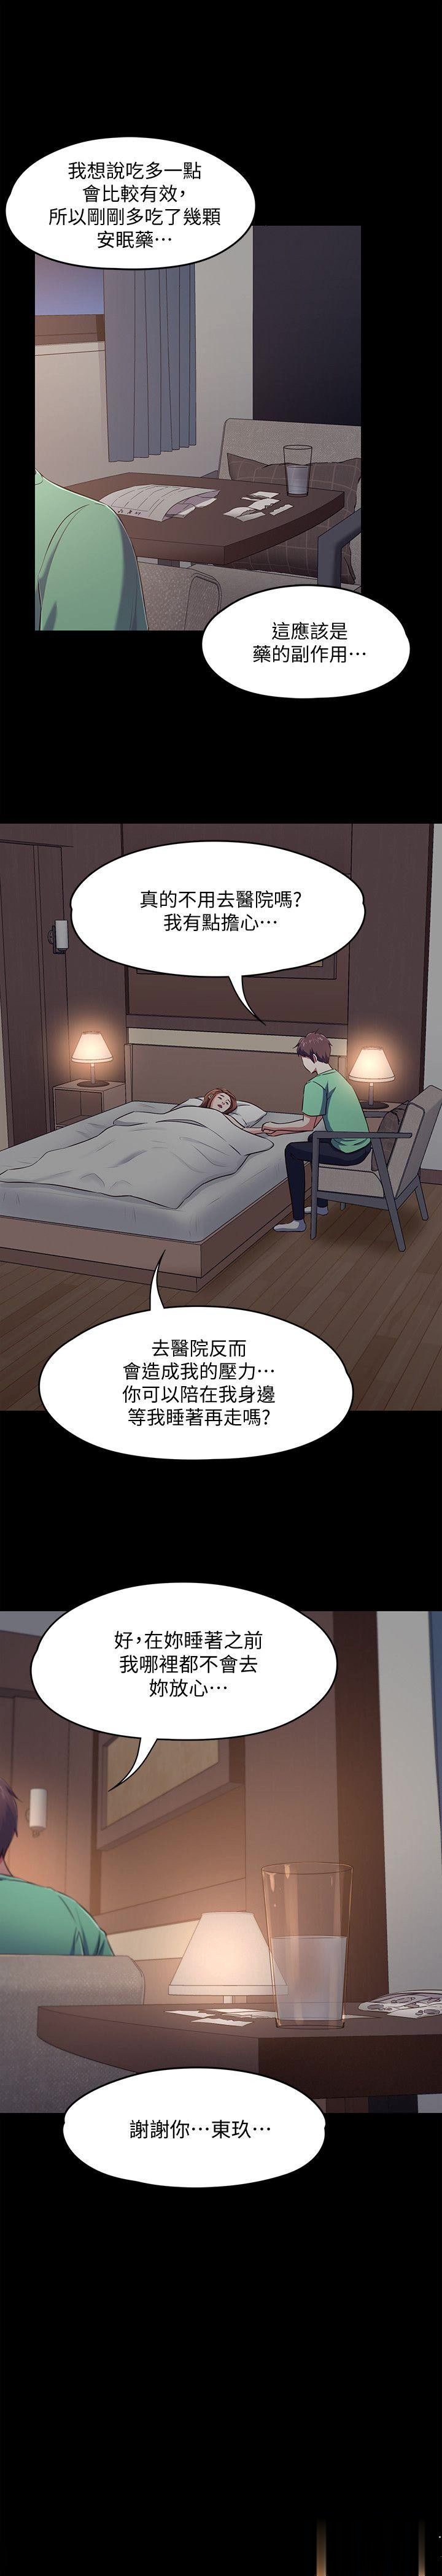 我想說吃多一點
會比較有效，
所以剛剛多吃了幾顆
安眠藥⋯
這應該是
藥的副作用⋯
真的不用去醫院嗎?
我有點擔心⋯
去醫院反而
會造成我的壓力⋯
你可以陪在我身邊
等我睡著再走嗎?
好，在妳睡著之前
我哪裡都不會去
妳放心⋯
謝謝你⋯東玖⋯